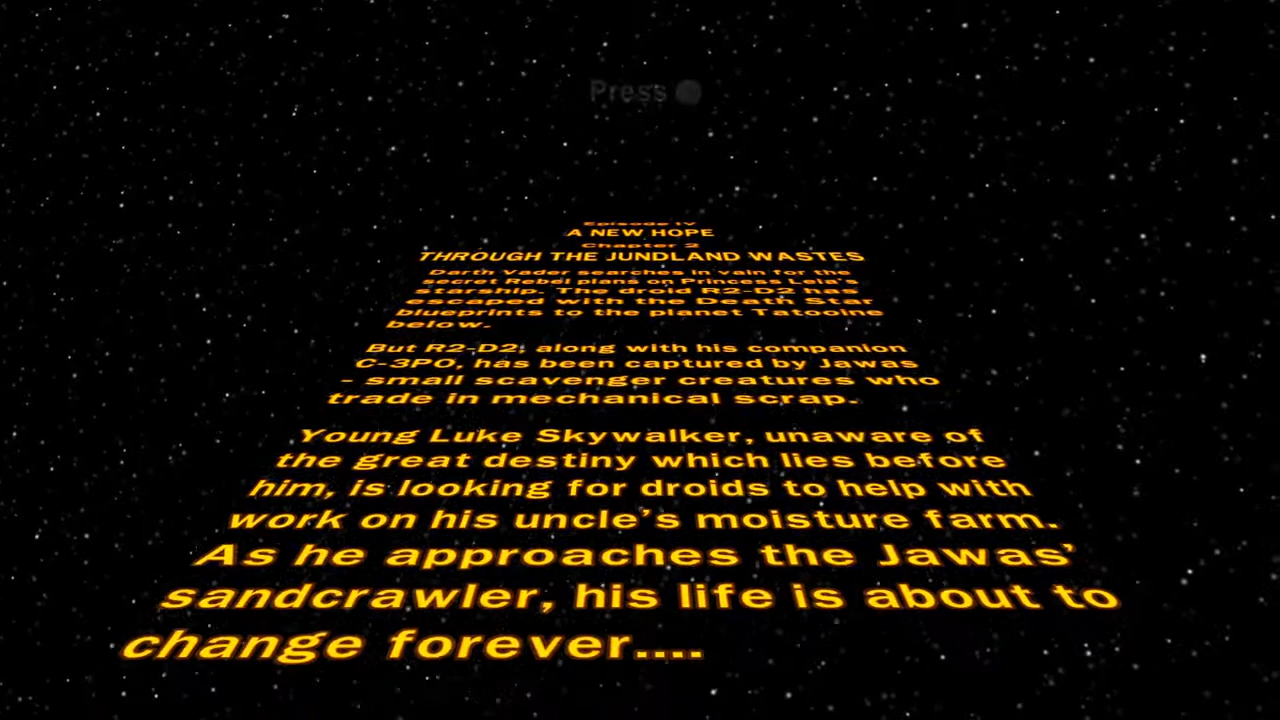 Press
Episode IV
A NEW HOPE
Chapter 2
THROUGH THE JUNDLAND WASTES
Darth Vader searches in vain for the
secret Rebel plans on Princess Leia's
starship. The droid R2-D2 has
escaped with the Death Star
blueprints to the planet Tatooine
below.
But R2-D2, along with his companion
C-3PO, has been captured by Jawas
- small scavenger creatures who
trade in mechanical scrap.
Young Luke Skywalker, unaware of
the great destiny which lies before
him, is looking for droids to help with
work on his uncle's moisture farm.
As he approaches the Jawas'
sandcrawler, his life is about to
change forever....